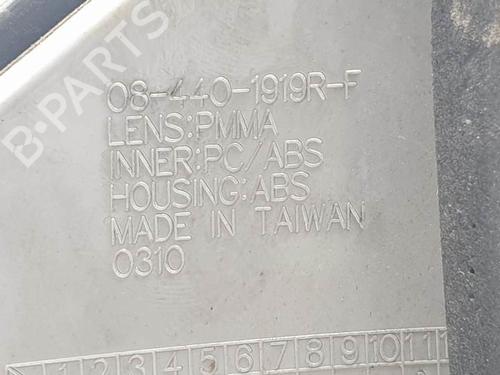 B-PARTS
08-440-1919R-F
LENS:PMMA
INNER:PC/ABS
HOUSING:ABS
MADE IN TAIWAN
0310
1 2 3 4 5 6 7 8 9 10 11